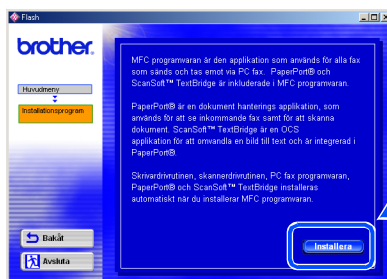 Flash
brother.
Huvudmeny
Installationsprogram
MFC programvaran är den applikation som används för alla fax
som sänds och tas emot via PC fax. PaperPort® och
ScanSoft™ TextBridge är inkluderade i MFC programvaran.
PaperPort® är en dokument hanterings applikation, som
används för att se inkommande fax samt för att skanna
dokument. ScanSoft™ TextBridge är en OCS
applikation för att omvandla en bild till text och är integrerad i
PaperPort®.
Skrivardrivrutinen, skannerdrivrutinen, PC fax programvaran,
PaperPort® och ScanSoft™ TextBridge installeras
automatiskt när du installerar MFC programvaran.
Bakåt
Avsluta
Installera